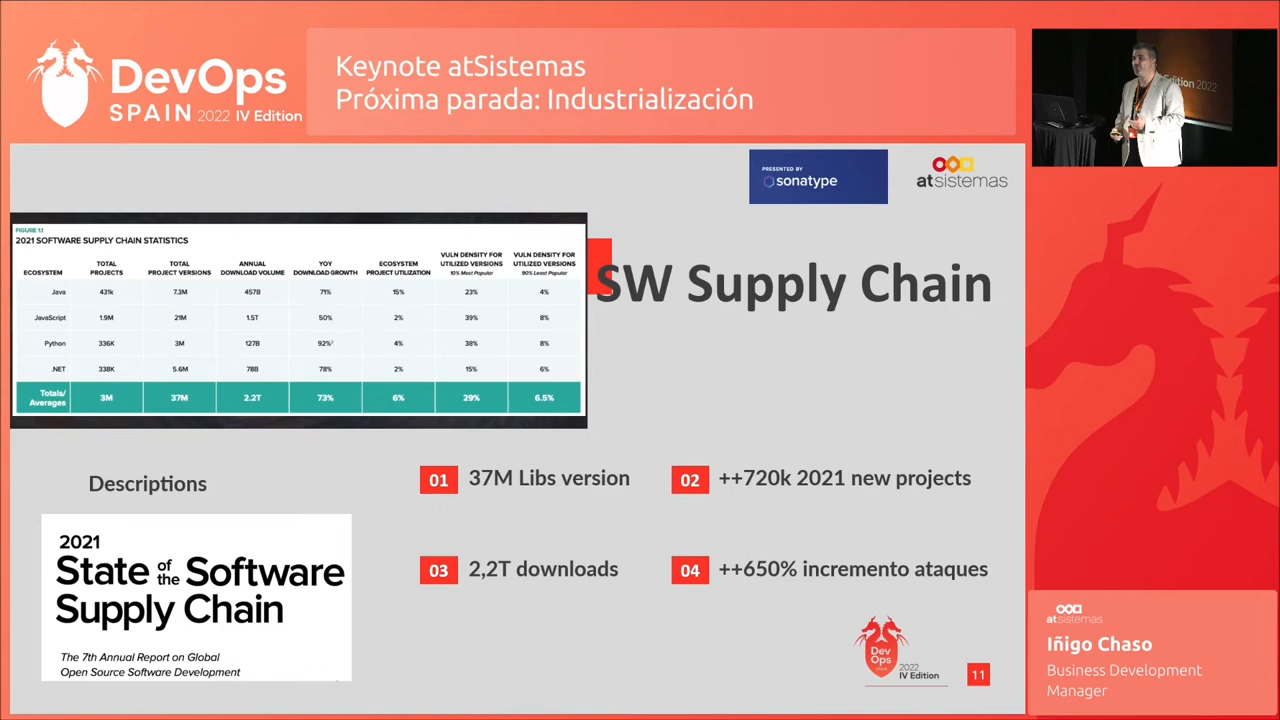 DevOps
SPAIN 2022 IV Edition
Keynote atSistemas
Próxima parada: Industrialización
Edition 2022
PRESENTED BY
sonatype
atsistemas
FIGURE 1.1
2021 SOFTWARE SUPPLY CHAIN STATISTICS
ECOSYSTEM TOTAL PROJECTS TOTAL PROJECT VERSIONS ANNUAL DOWNLOAD VOLUME YOY DOWNLOAD GROWTH ECOSYSTEM PROJECT UTILIZATION VULN DENSITY FOR UTILIZED VERSIONS 10% Most Popular VULN DENSITY FOR UTILIZED VERSIONS 90% Least Popular
Java 431k 7.3M 457B 71% 15% 23% 4%
JavaScript 1.9M 21M 1.5T 50% 2% 39% 8%
Python 336K 3M 127B 92%² 4% 38% 8%
.NET 338K 5.6M 78B 78% 2% 15% 6%
Totals/ Averages 3M 37M 2.2T 73% 6% 29% 6.5%
SW Supply Chain
Descriptions
01 37M Libs version
02 ++720k 2021 new projects
03 2,2T downloads
04 ++650% incremento ataques
2021
State of the Software
Supply Chain
The 7th Annual Report on Global
Open Source Software Development
Dev
Ops
2022
IV Edition
11
atsistemas
Iñigo Chaso
Business Development
Manager